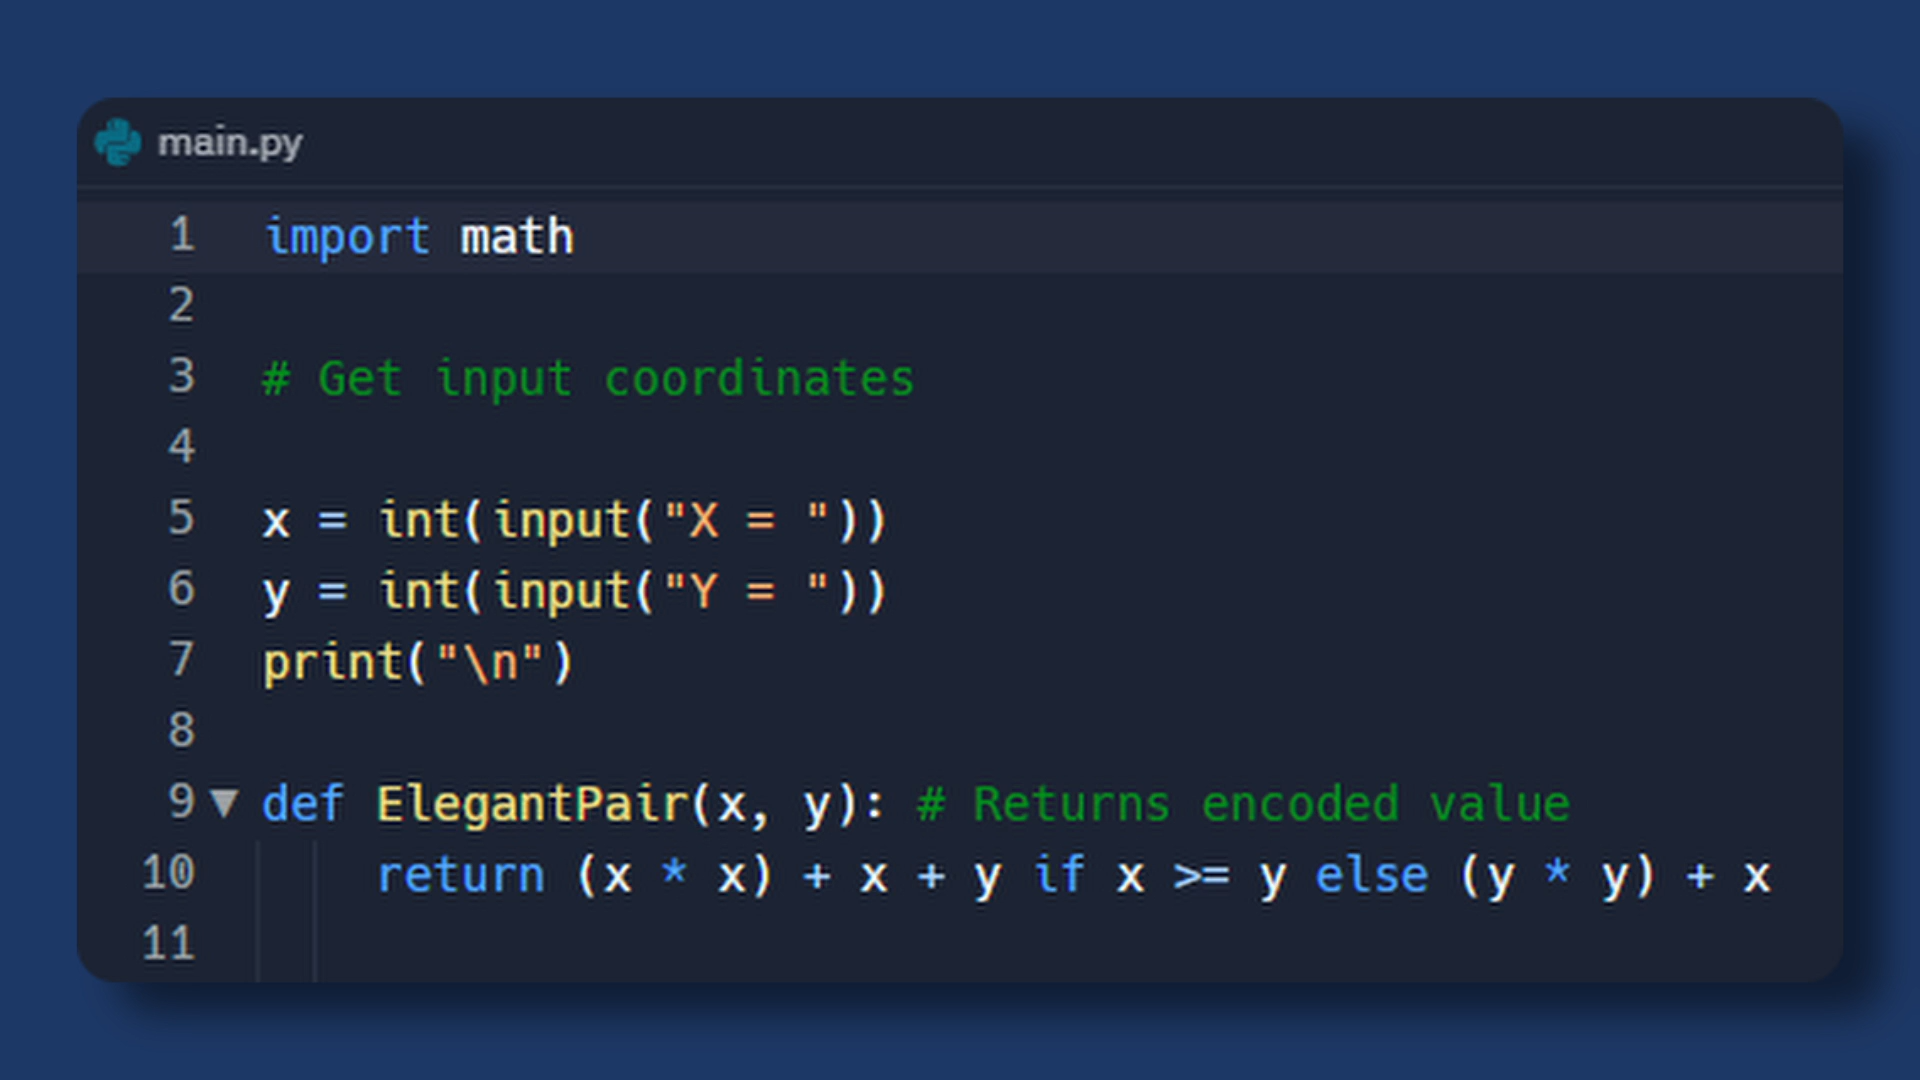 main.py
1 import math
2
3 # Get input coordinates
4
5 x = int(input("X = "))
6 y = int(input("Y = "))
7 print("\n")
8
9 def ElegantPair(x, y): # Returns encoded value
10     return (x * x) + x + y if x >= y else (y * y) + x
11